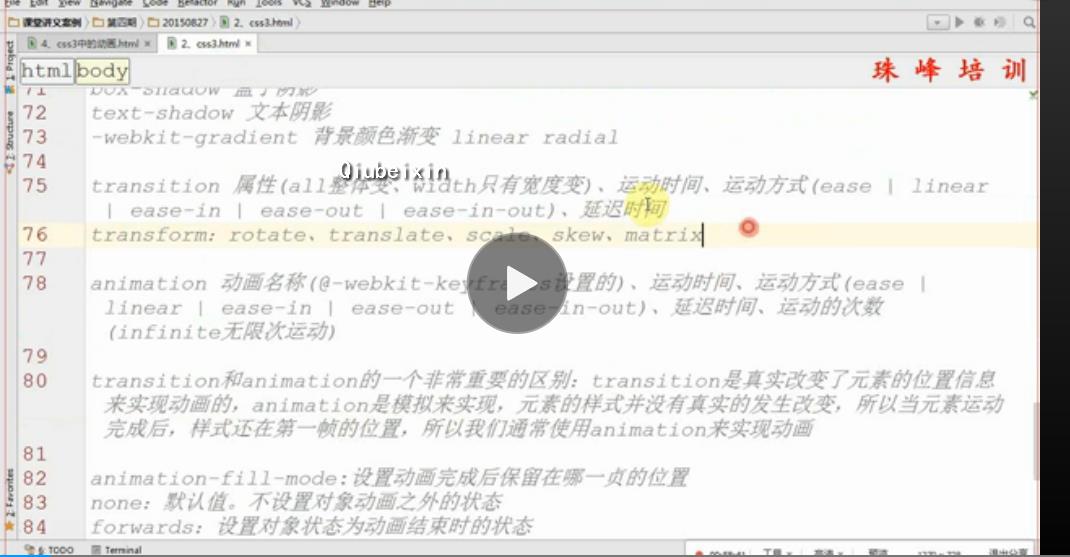 File Edit View Navigate Code Refactor Run Tools VCS Window Help
课堂讲义案例 第四期 20150827 2、css3.html
4、css3中的动画.html × 2、css3.html ×
html body
珠峰培训
1: Project
2: Structure
2: Favorites
71 box-shadow 盒子阴影
72 text-shadow 文本阴影
73 -webkit-gradient 背景颜色渐变 linear radial
74
Qiubeixin
75 transition 属性(all整体变、width只有宽度变)、运动时间、运动方式(ease | linear
| ease-in | ease-out | ease-in-out)、延迟时间
76 transform: rotate、translate、scale、skew、matrix
77
78 animation 动画名称(@-webkit-keyframes设置的)、运动时间、运动方式(ease |
linear | ease-in | ease-out | ease-in-out)、延迟时间、运动的次数
(infinite无限次运动)
79
80 transition和animation的一个非常重要的区别: transition是真实改变了元素的位置信息
来实现动画的, animation是模拟来实现, 元素的样式并没有真实的发生改变, 所以当元素运动
完成后, 样式还在第一帧的位置, 所以我们通常使用animation来实现动画
81
82 animation-fill-mode:设置动画完成后保留在哪一贞的位置
83 none: 默认值。不设置对象动画之外的状态
84 forwards: 设置对象状态为动画结束时的状态
6: TODO Terminal